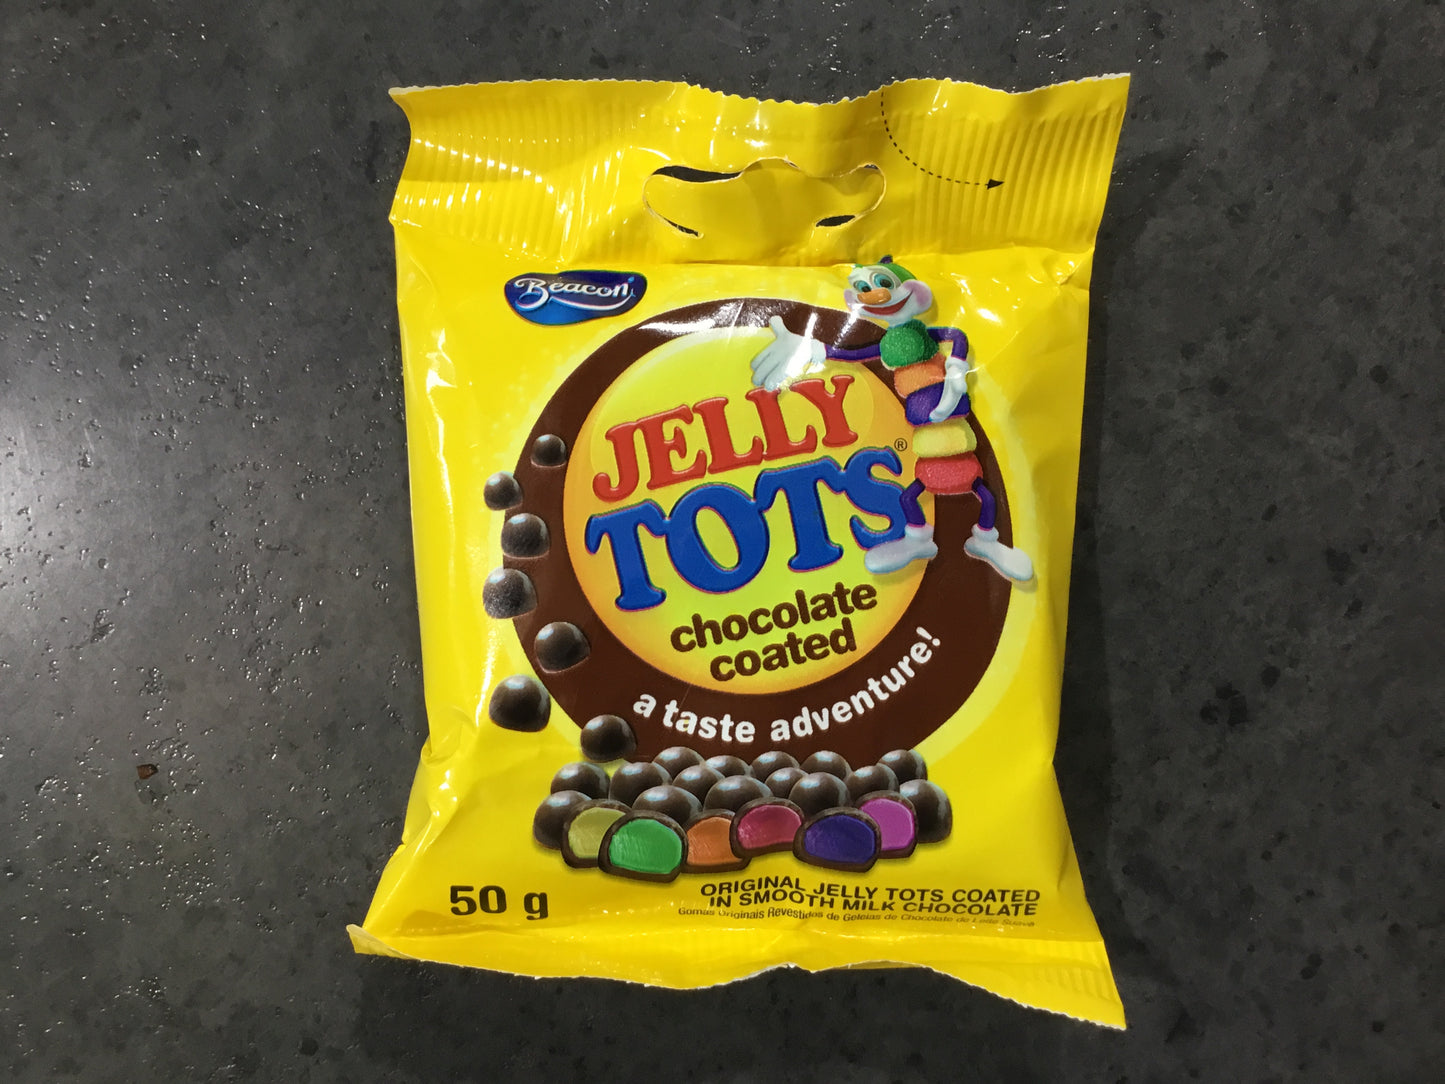 Beacon
JELLY
TOTS®
chocolate
coated
a taste adventure!
50 g
ORIGINAL JELLY TOTS COATED
IN SMOOTH MILK CHOCOLATE
Gomas Originais Revestidos de Geleias de Chocolate de Leite Suave